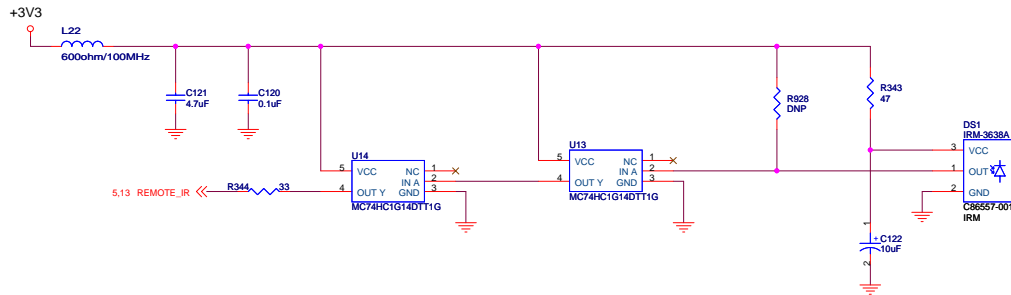 +3V3
L22
600ohm/100MHz
C121
4.7uF
C120
0.1uF
R928
DNP
R343
47
DS1
IRM-3638A
3 VCC
1 OUT
2 GND
C86557-001
IRM
U13
5 VCC NC 1
IN A 2
4 OUT Y GND 3
MC74HC1G14DTT1G
U14
5 VCC NC 1
IN A 2
4 OUT Y GND 3
MC74HC1G14DTT1G
5,13 REMOTE_IR
R344 33
1
+ C122
10uF
2